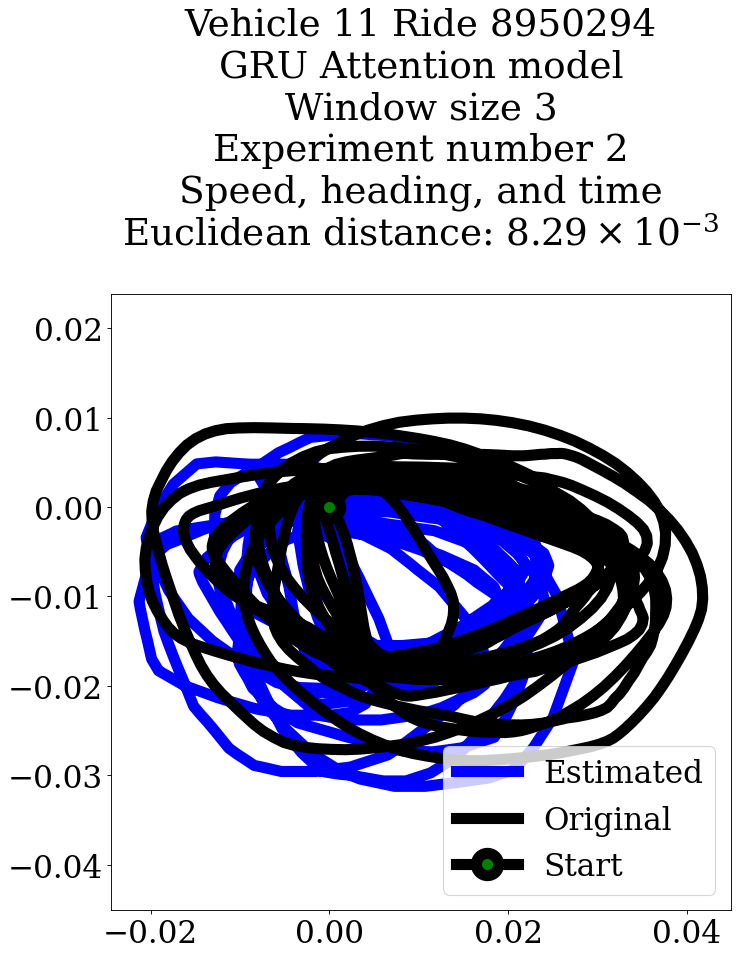 Vehicle 11 Ride 8950294
GRU Attention model
Window size 3
Experiment number 2
Speed, heading, and time
Euclidean distance: 8.29 × 10⁻³
0.02
0.01
0.00
−0.01
−0.02
−0.03
−0.04
Estimated
Original
Start
−0.02 0.00 0.02 0.04